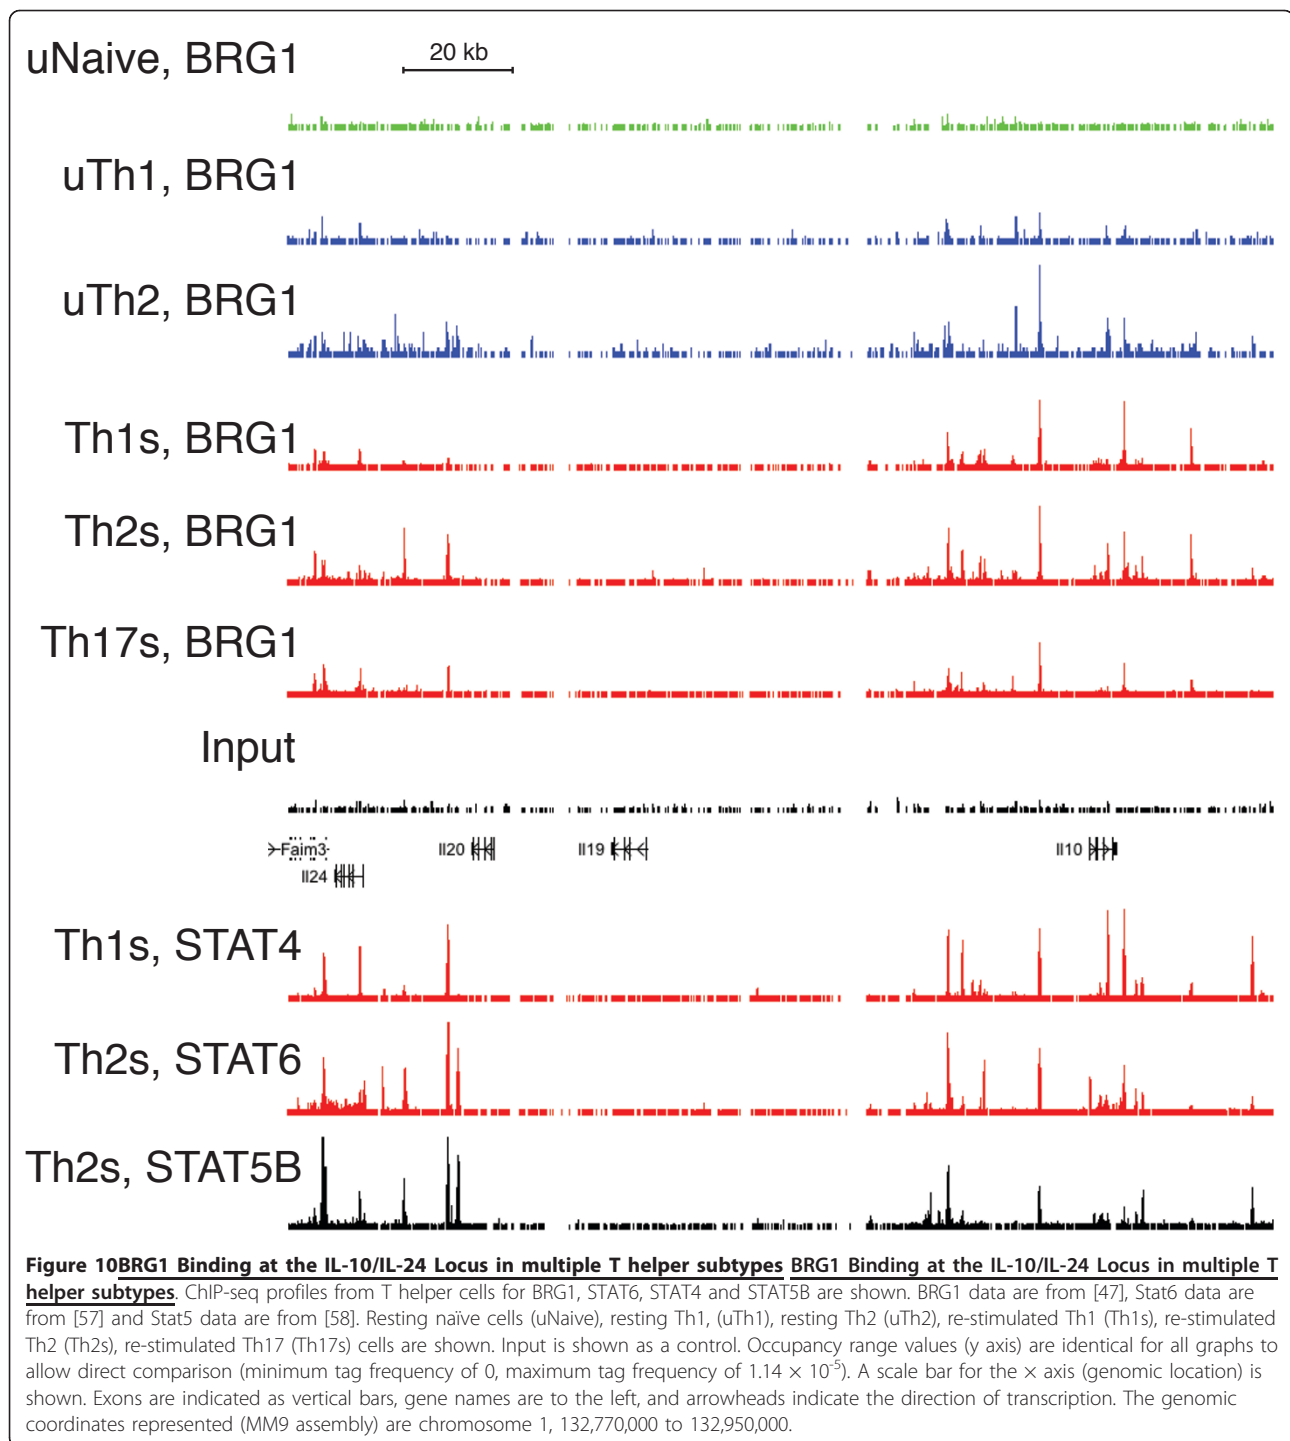 uNaive, BRG1
20 kb
uTh1, BRG1
uTh2, BRG1
Th1s, BRG1
Th2s, BRG1
Th17s, BRG1
Input
Faim3
Il20
Il19
Il10
Il24
Th1s, STAT4
Th2s, STAT6
Th2s, STAT5B
Figure 10BRG1 Binding at the IL-10/IL-24 Locus in multiple T helper subtypes BRG1 Binding at the IL-10/IL-24 Locus in multiple T
helper subtypes. ChIP-seq profiles from T helper cells for BRG1, STAT6, STAT4 and STAT5B are shown. BRG1 data are from [47], Stat6 data are
from [57] and Stat5 data are from [58]. Resting naïve cells (uNaive), resting Th1, (uTh1), resting Th2 (uTh2), re-stimulated Th1 (Th1s), re-stimulated
Th2 (Th2s), re-stimulated Th17 (Th17s) cells are shown. Input is shown as a control. Occupancy range values (y axis) are identical for all graphs to
allow direct comparison (minimum tag frequency of 0, maximum tag frequency of 1.14 × 10⁻⁵). A scale bar for the × axis (genomic location) is
shown. Exons are indicated as vertical bars, gene names are to the left, and arrowheads indicate the direction of transcription. The genomic
coordinates represented (MM9 assembly) are chromosome 1, 132,770,000 to 132,950,000.